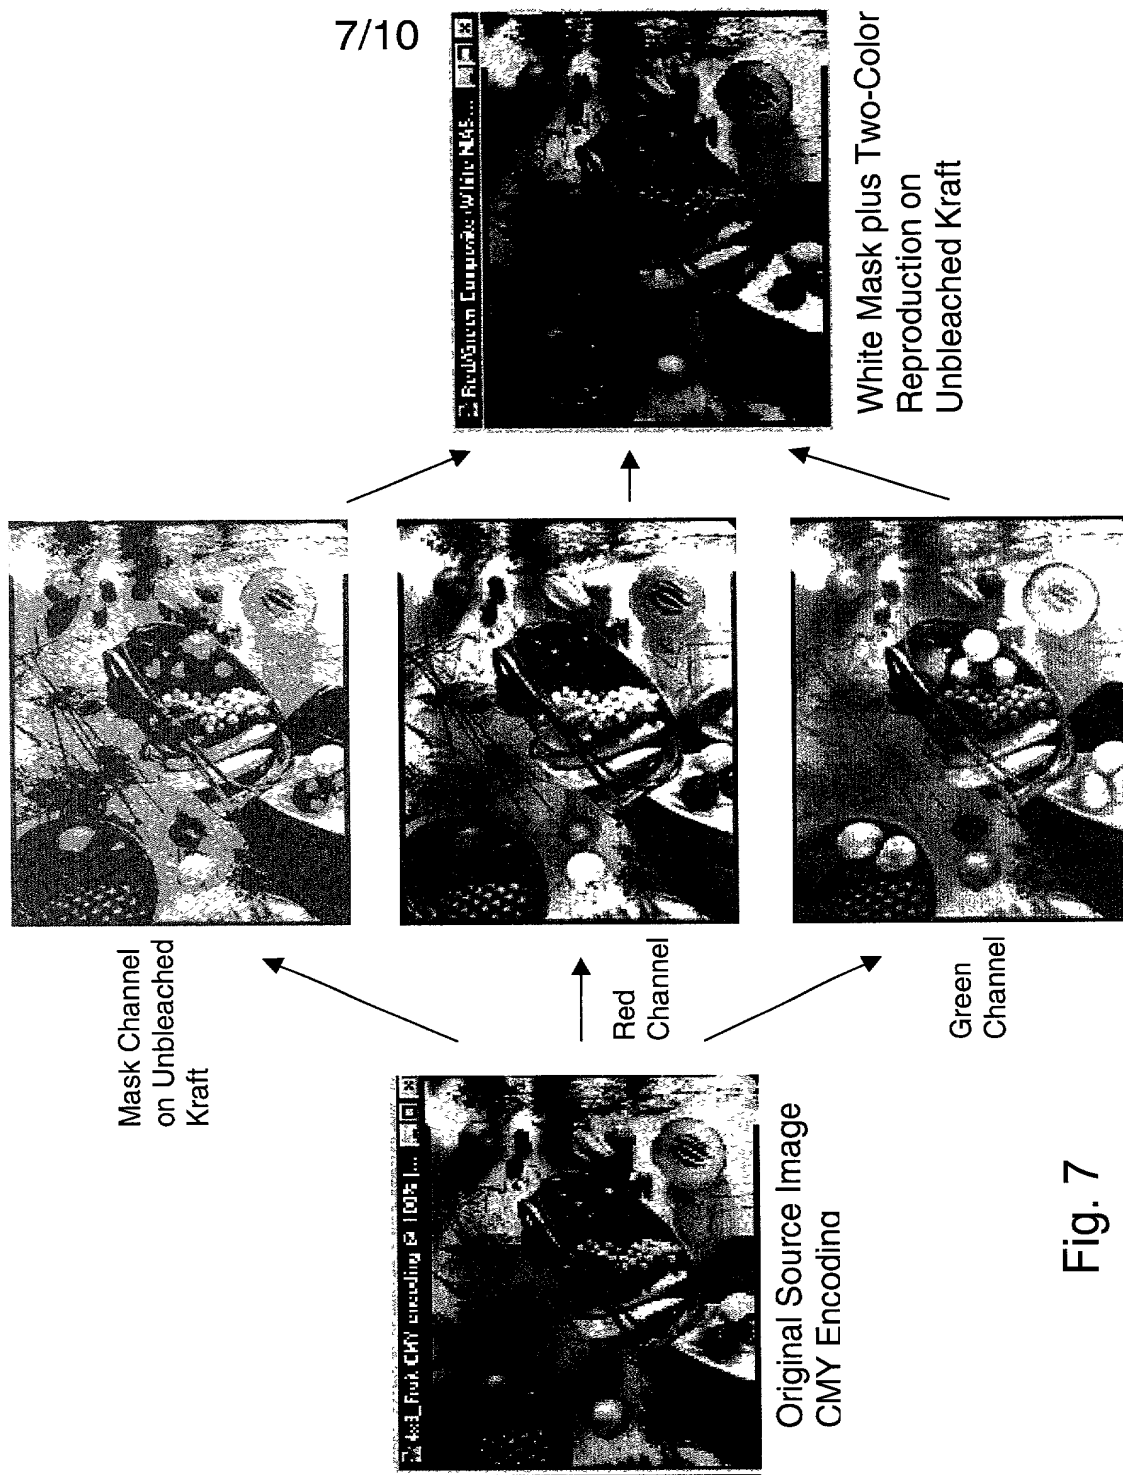 7/10
Mask Channel
on Unbleached
Kraft
Original Source Image
CMY Encoding
Red
Channel
Green
Channel
White Mask plus Two-Color
Reproduction on
Unbleached Kraft
Fig. 7